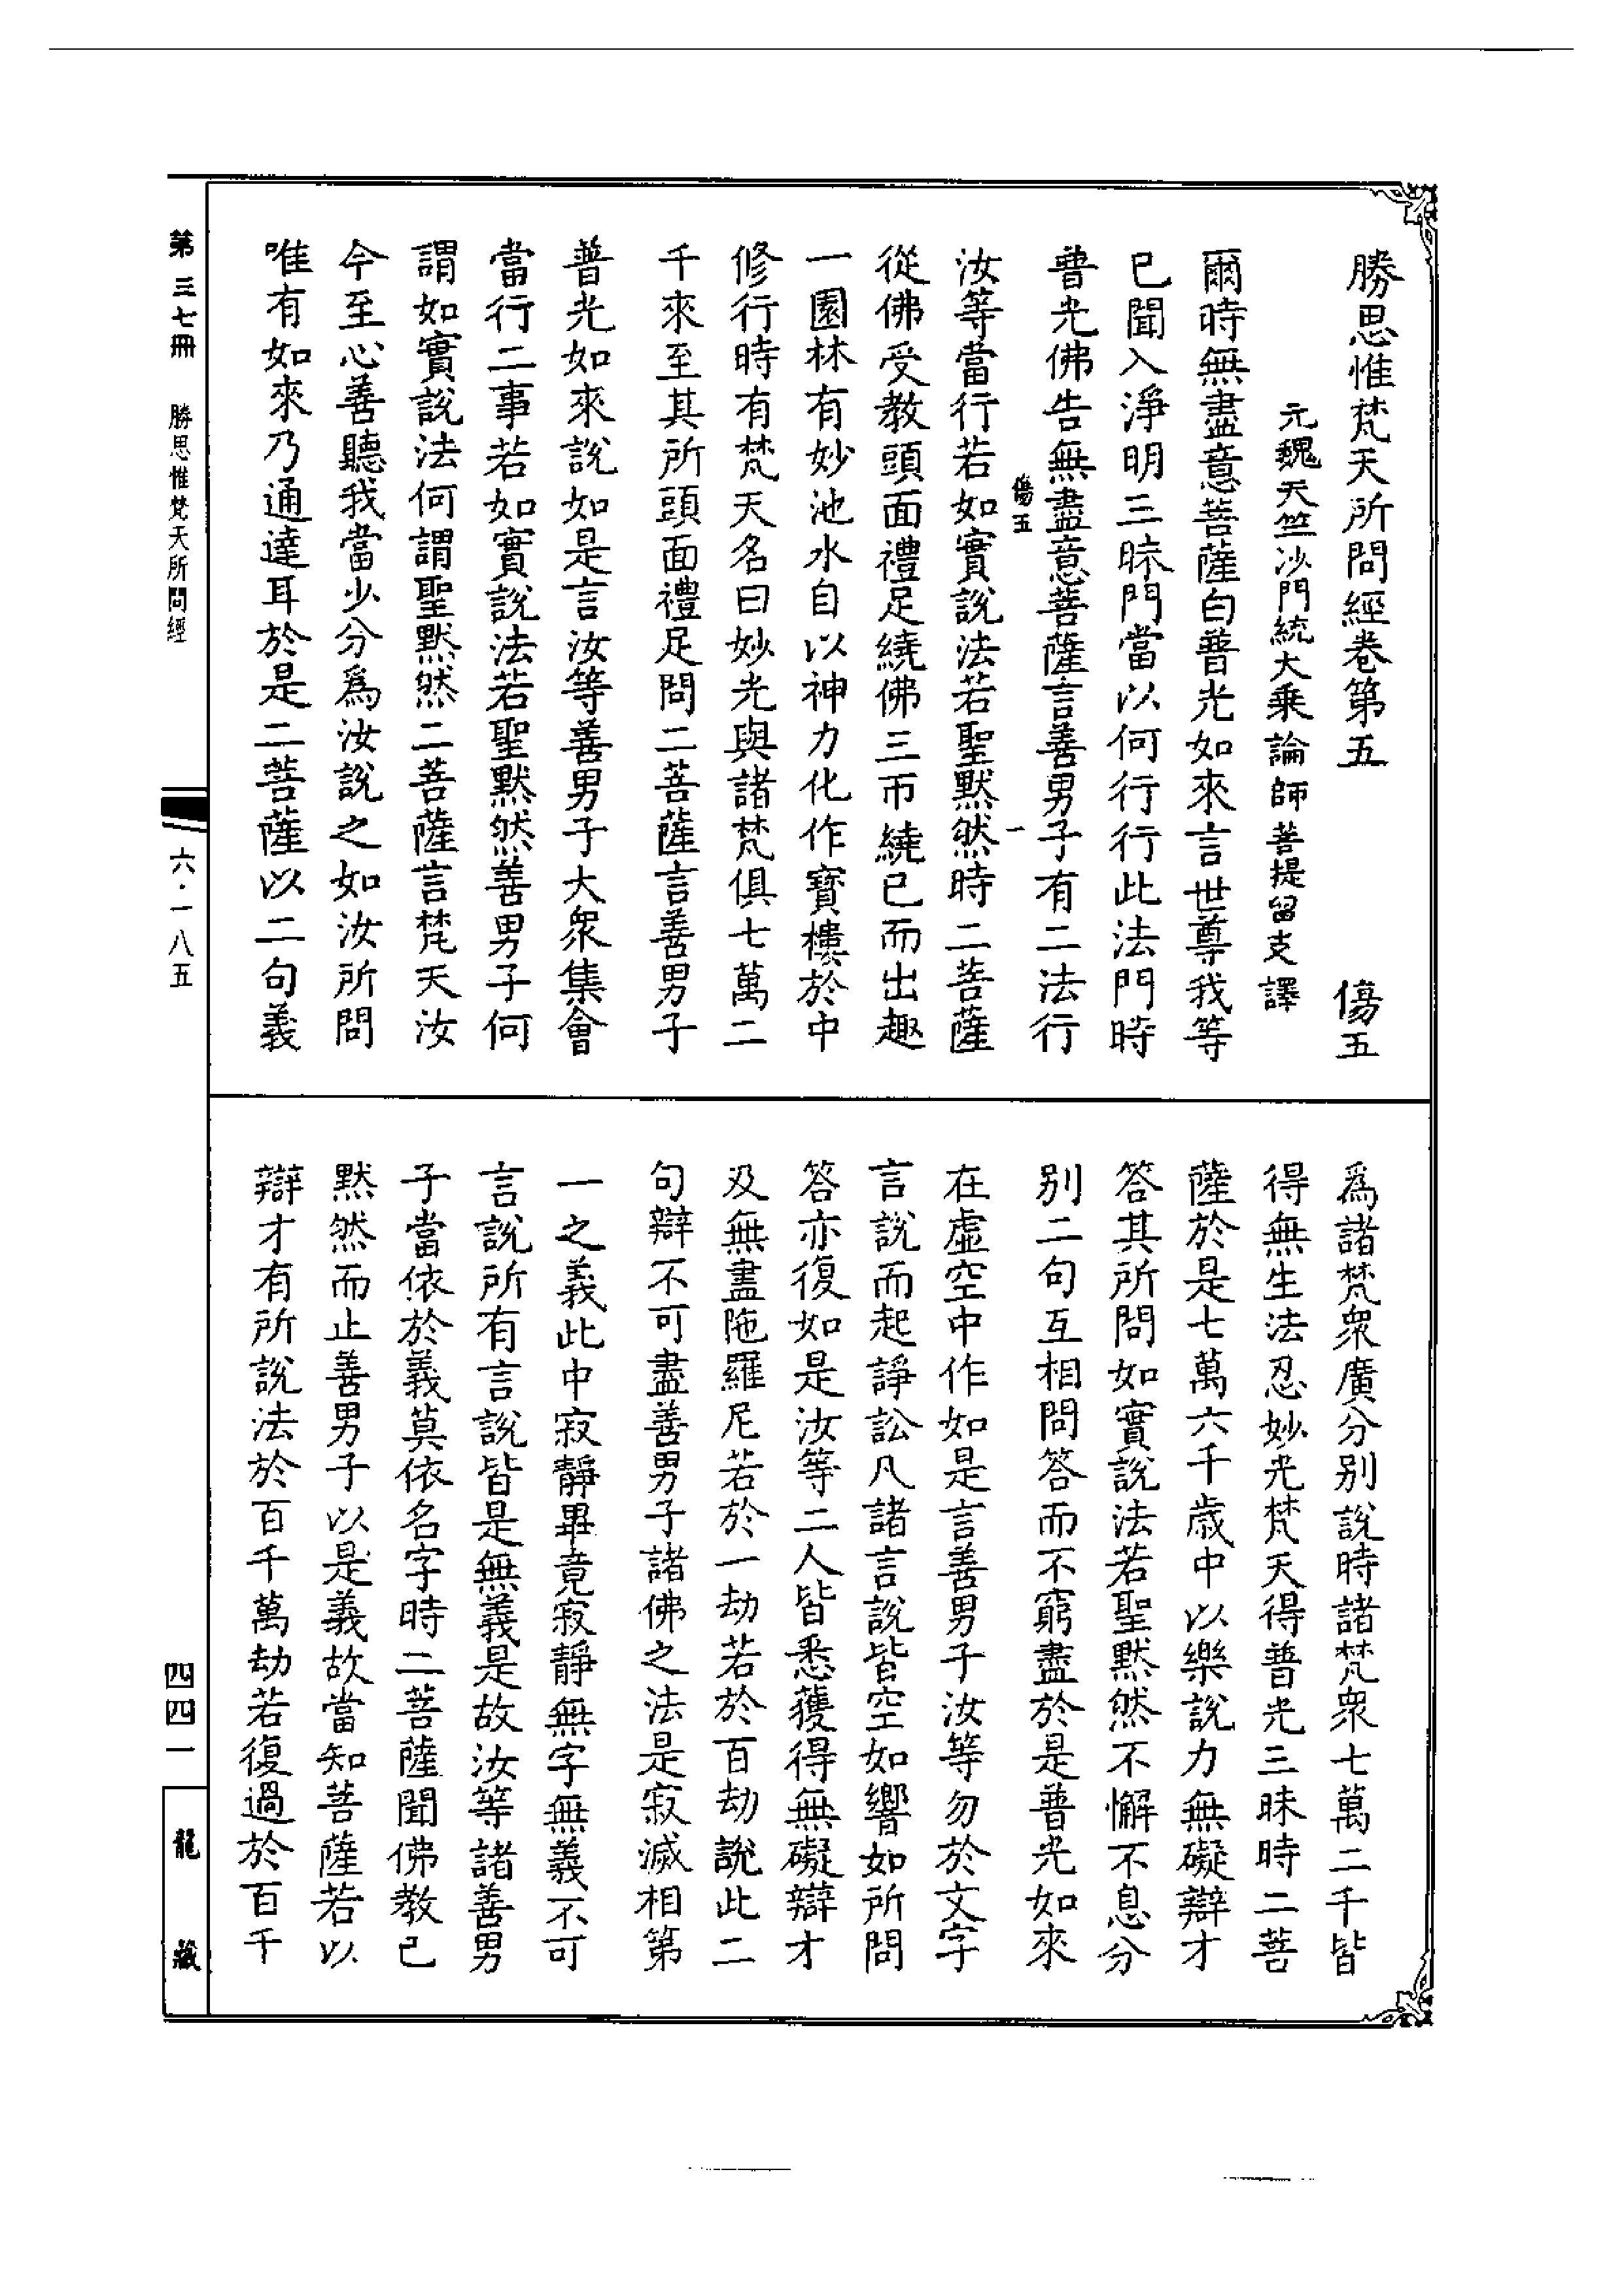 勝思惟梵天所問經卷第五　傷五
元魏天竺沙門統大乘論師菩提留支譯
爾時無盡意菩薩白普光如來言世尊我等
已聞入淨明三昧門當以何行行此法門時
普光佛告無盡意菩薩言善男子有二法行
傷五　一
汝等當行若如實說法若聖默然時二菩薩
從佛受教頭面禮足繞佛三帀繞已而出趣
一園林有妙池水自以神力化作寶樓於中
修行時有梵天名曰妙光與諸梵俱七萬二
千來至其所頭面禮足問二菩薩言善男子
普光如來說如是言汝等善男子大衆集會
當行二事若如實說法若聖默然善男子何
謂如實說法何謂聖默然二菩薩言梵天汝
今至心善聽我當少分爲汝說之如汝所問
唯有如來乃通達耳於是二菩薩以二句義
爲諸梵衆廣分別說時諸梵衆七萬二千皆
得無生法忍妙光梵天得普光三昧時二菩
薩於是七萬六千歲中以樂說力無礙辯才
答其所問如實說法若聖默然不懈不息分
別二句互相問答而不窮盡於是普光如來
在虛空中作如是言善男子汝等勿於文字
言說而起諍訟凡諸言說皆空如響如所問
答亦復如是汝等二人皆悉獲得無礙辯才
及無盡陁羅尼若於一劫若於百劫說此二
句辯不可盡善男子諸佛之法是寂滅相第
一之義此中寂靜畢竟寂靜無字無義不可
言說所有言說皆是無義是故汝等諸善男
子當依於義莫依名字時二菩薩聞佛教已
默然而止善男子以是義故當知菩薩若以
辯才有所說法於百千萬劫若復過於百千
第三七冊　勝思惟梵天所問經
六·一八五
四四一
龍藏